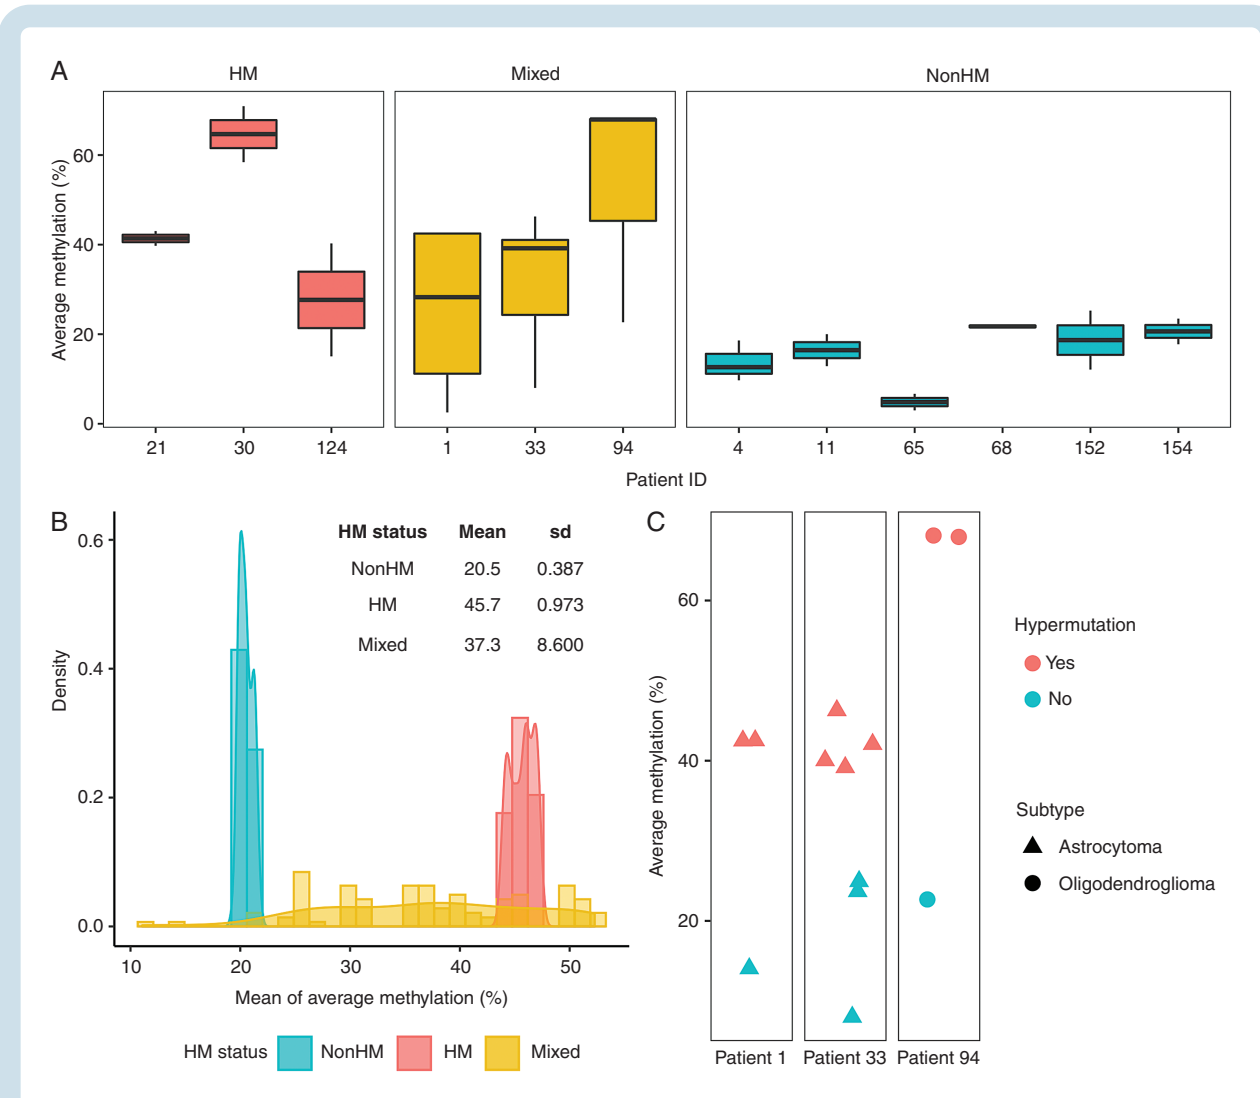 A
HM
Mixed
NonHM
Average methylation (%)
60
40
20
0
21
30
124
1
33
94
4
11
65
68
152
154
Patient ID
B
HM status Mean sd
NonHM 20.5 0.387
HM 45.7 0.973
Mixed 37.3 8.600
Density
0.6
0.4
0.2
0.0
10
20
30
40
50
Mean of average methylation (%)
HM status NonHM HM Mixed
C
Average methylation (%)
60
40
20
Patient 1
Patient 33
Patient 94
Hypermutation
Yes
No
Subtype
Astrocytoma
Oligodendroglioma